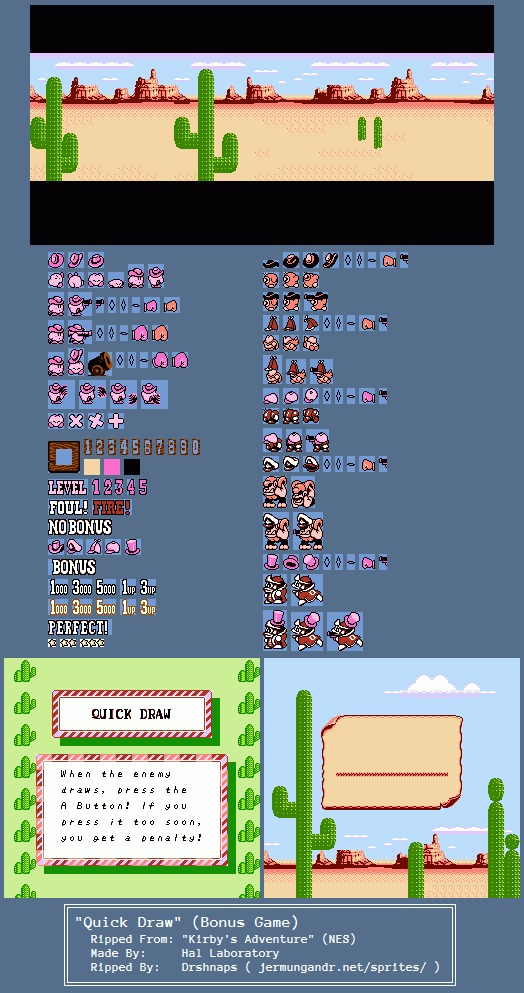 1 2 3 4 5 6 7 8 9 0
LEVEL 1 2 3 4 5
FOUL! FIRE!
NO BONUS
BONUS
1000 3000 5000 1UP 3UP
1000 3000 5000 1UP 3UP
PERFECT!
QUICK DRAW
When the enemy
draws, press the
A Button! If you
press it too soon,
you get a penalty!
"Quick Draw" (Bonus Game)
Ripped From: "Kirby's Adventure" (NES)
Made By: Hal Laboratory
Ripped By: Drshnaps ( jermungandr.net/sprites/ )